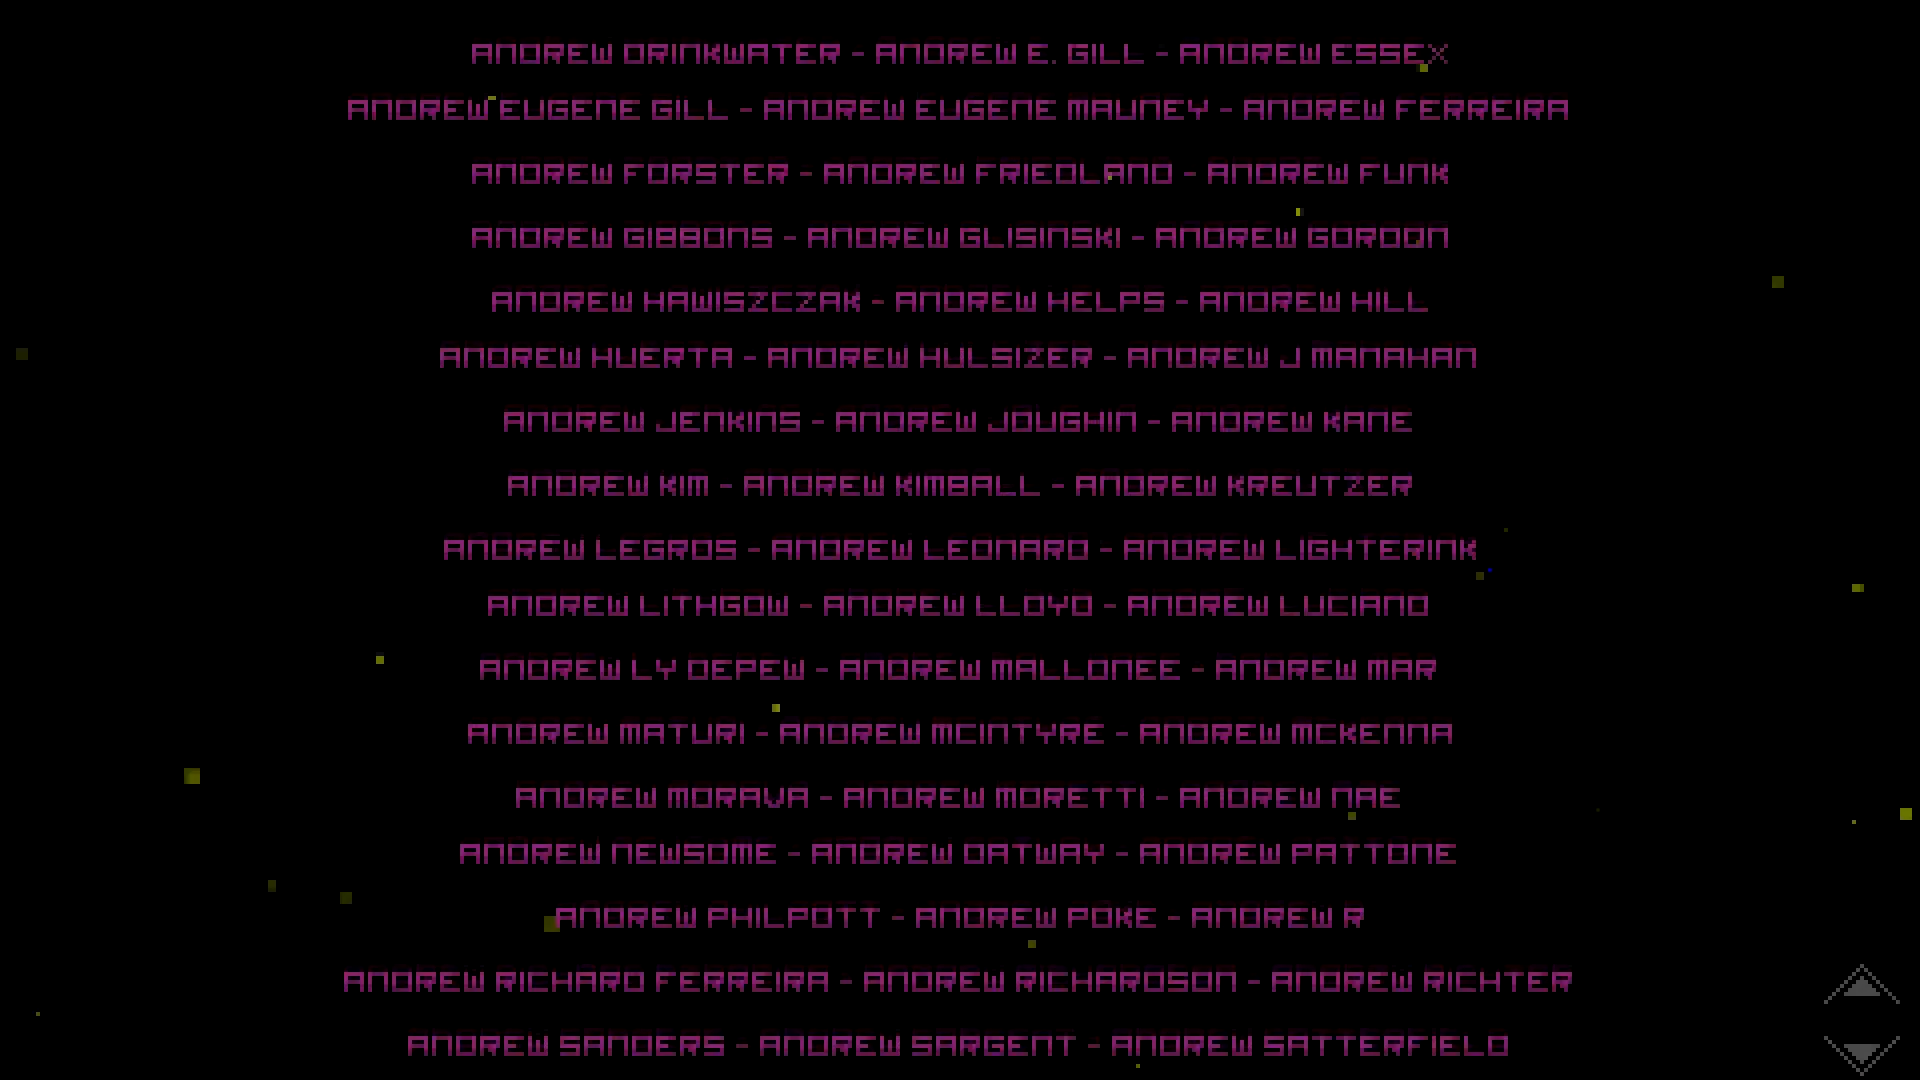 ANDREW DRINKWATER - ANDREW E. GILL - ANDREW ESSEX
ANDREW EUGENE GILL - ANDREW EUGENE MAUNEY - ANDREW FERREIRA
ANDREW FORSTER - ANDREW FRIEDLAND - ANDREW FUNK
ANDREW GIBBONS - ANDREW GLISINSKI - ANDREW GORDON
ANDREW HAWISZCZAK - ANDREW HELPS - ANDREW HILL
ANDREW HUERTA - ANDREW HULSIZER - ANDREW J MANAHAN
ANDREW JENKINS - ANDREW JOUGHIN - ANDREW KANE
ANDREW KIM - ANDREW KIMBALL - ANDREW KREUTZER
ANDREW LEGROS - ANDREW LEONARD - ANDREW LIGHTERINK
ANDREW LITHGOW - ANDREW LLOYD - ANDREW LUCIANO
ANDREW LY DEPEW - ANDREW MALLONEE - ANDREW MAR
ANDREW MATURI - ANDREW MCINTYRE - ANDREW MCKENNA
ANDREW MORAVA - ANDREW MORETTI - ANDREW NAE
ANDREW NEWSOME - ANDREW OATWAY - ANDREW PATTONE
ANDREW PHILPOTT - ANDREW POKE - ANDREW R
ANDREW RICHARD FERREIRA - ANDREW RICHARDSON - ANDREW RICHTER
ANDREW SANDERS - ANDREW SARGENT - ANDREW SATTERFIELD